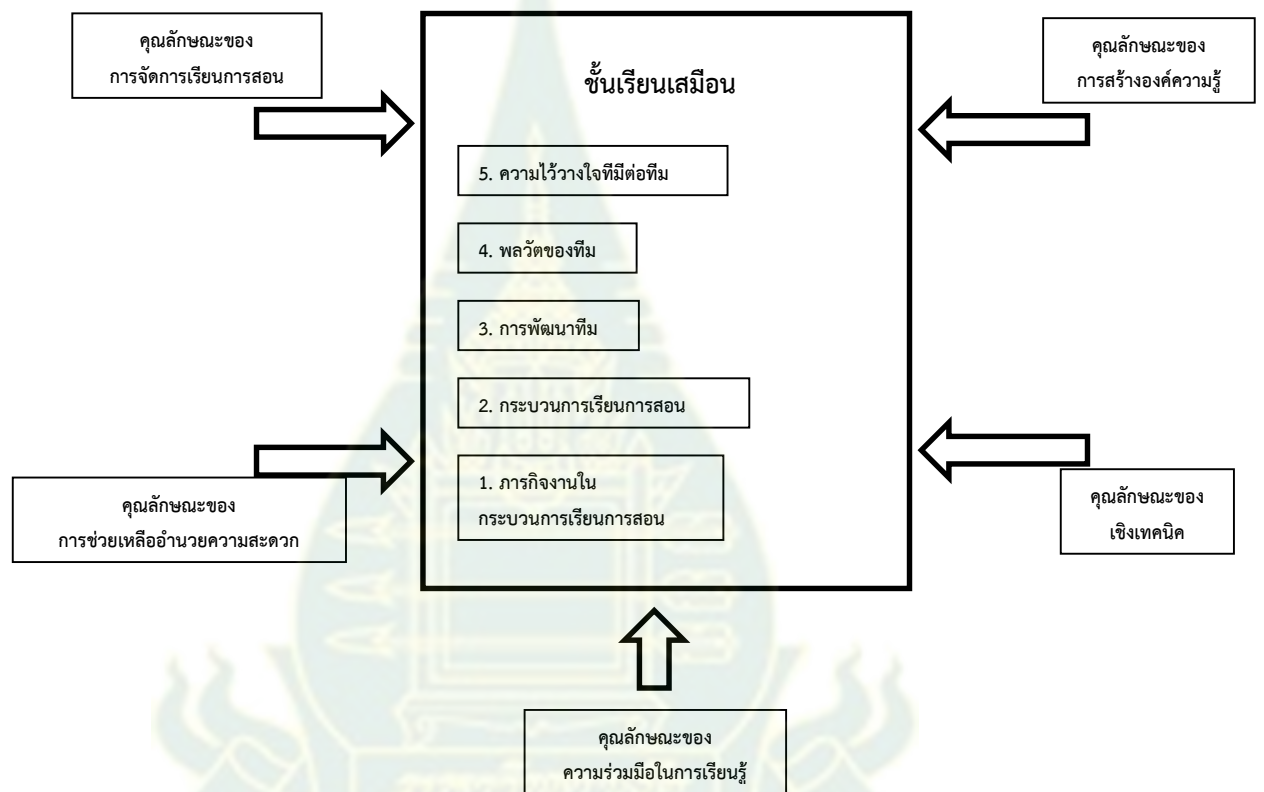 คุณลักษณะของ
การจัดการเรียนการสอน
ชั้นเรียนเสมือน
คุณลักษณะของ
การสร้างองค์ความรู้
5. ความไว้วางใจที่มีต่อทีม
4. พลวัตของทีม
3. การพัฒนาทีม
2. กระบวนการเรียนการสอน
1. ภารกิจงานใน
กระบวนการเรียนการสอน
คุณลักษณะของ
การช่วยเหลืออำนวยความสะดวก
คุณลักษณะของ
เชิงเทคนิค
คุณลักษณะของ
ความร่วมมือในการเรียนรู้